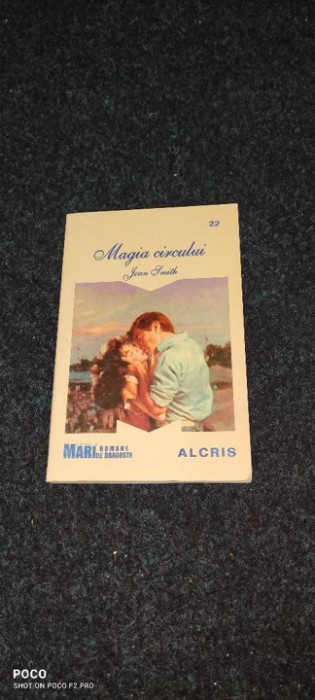 22
Magia circului
Joan Smith
MARI ROMANE
DE DRAGOSTE
ALCRIS
POCO
SHOT ON POCO F2 PRO